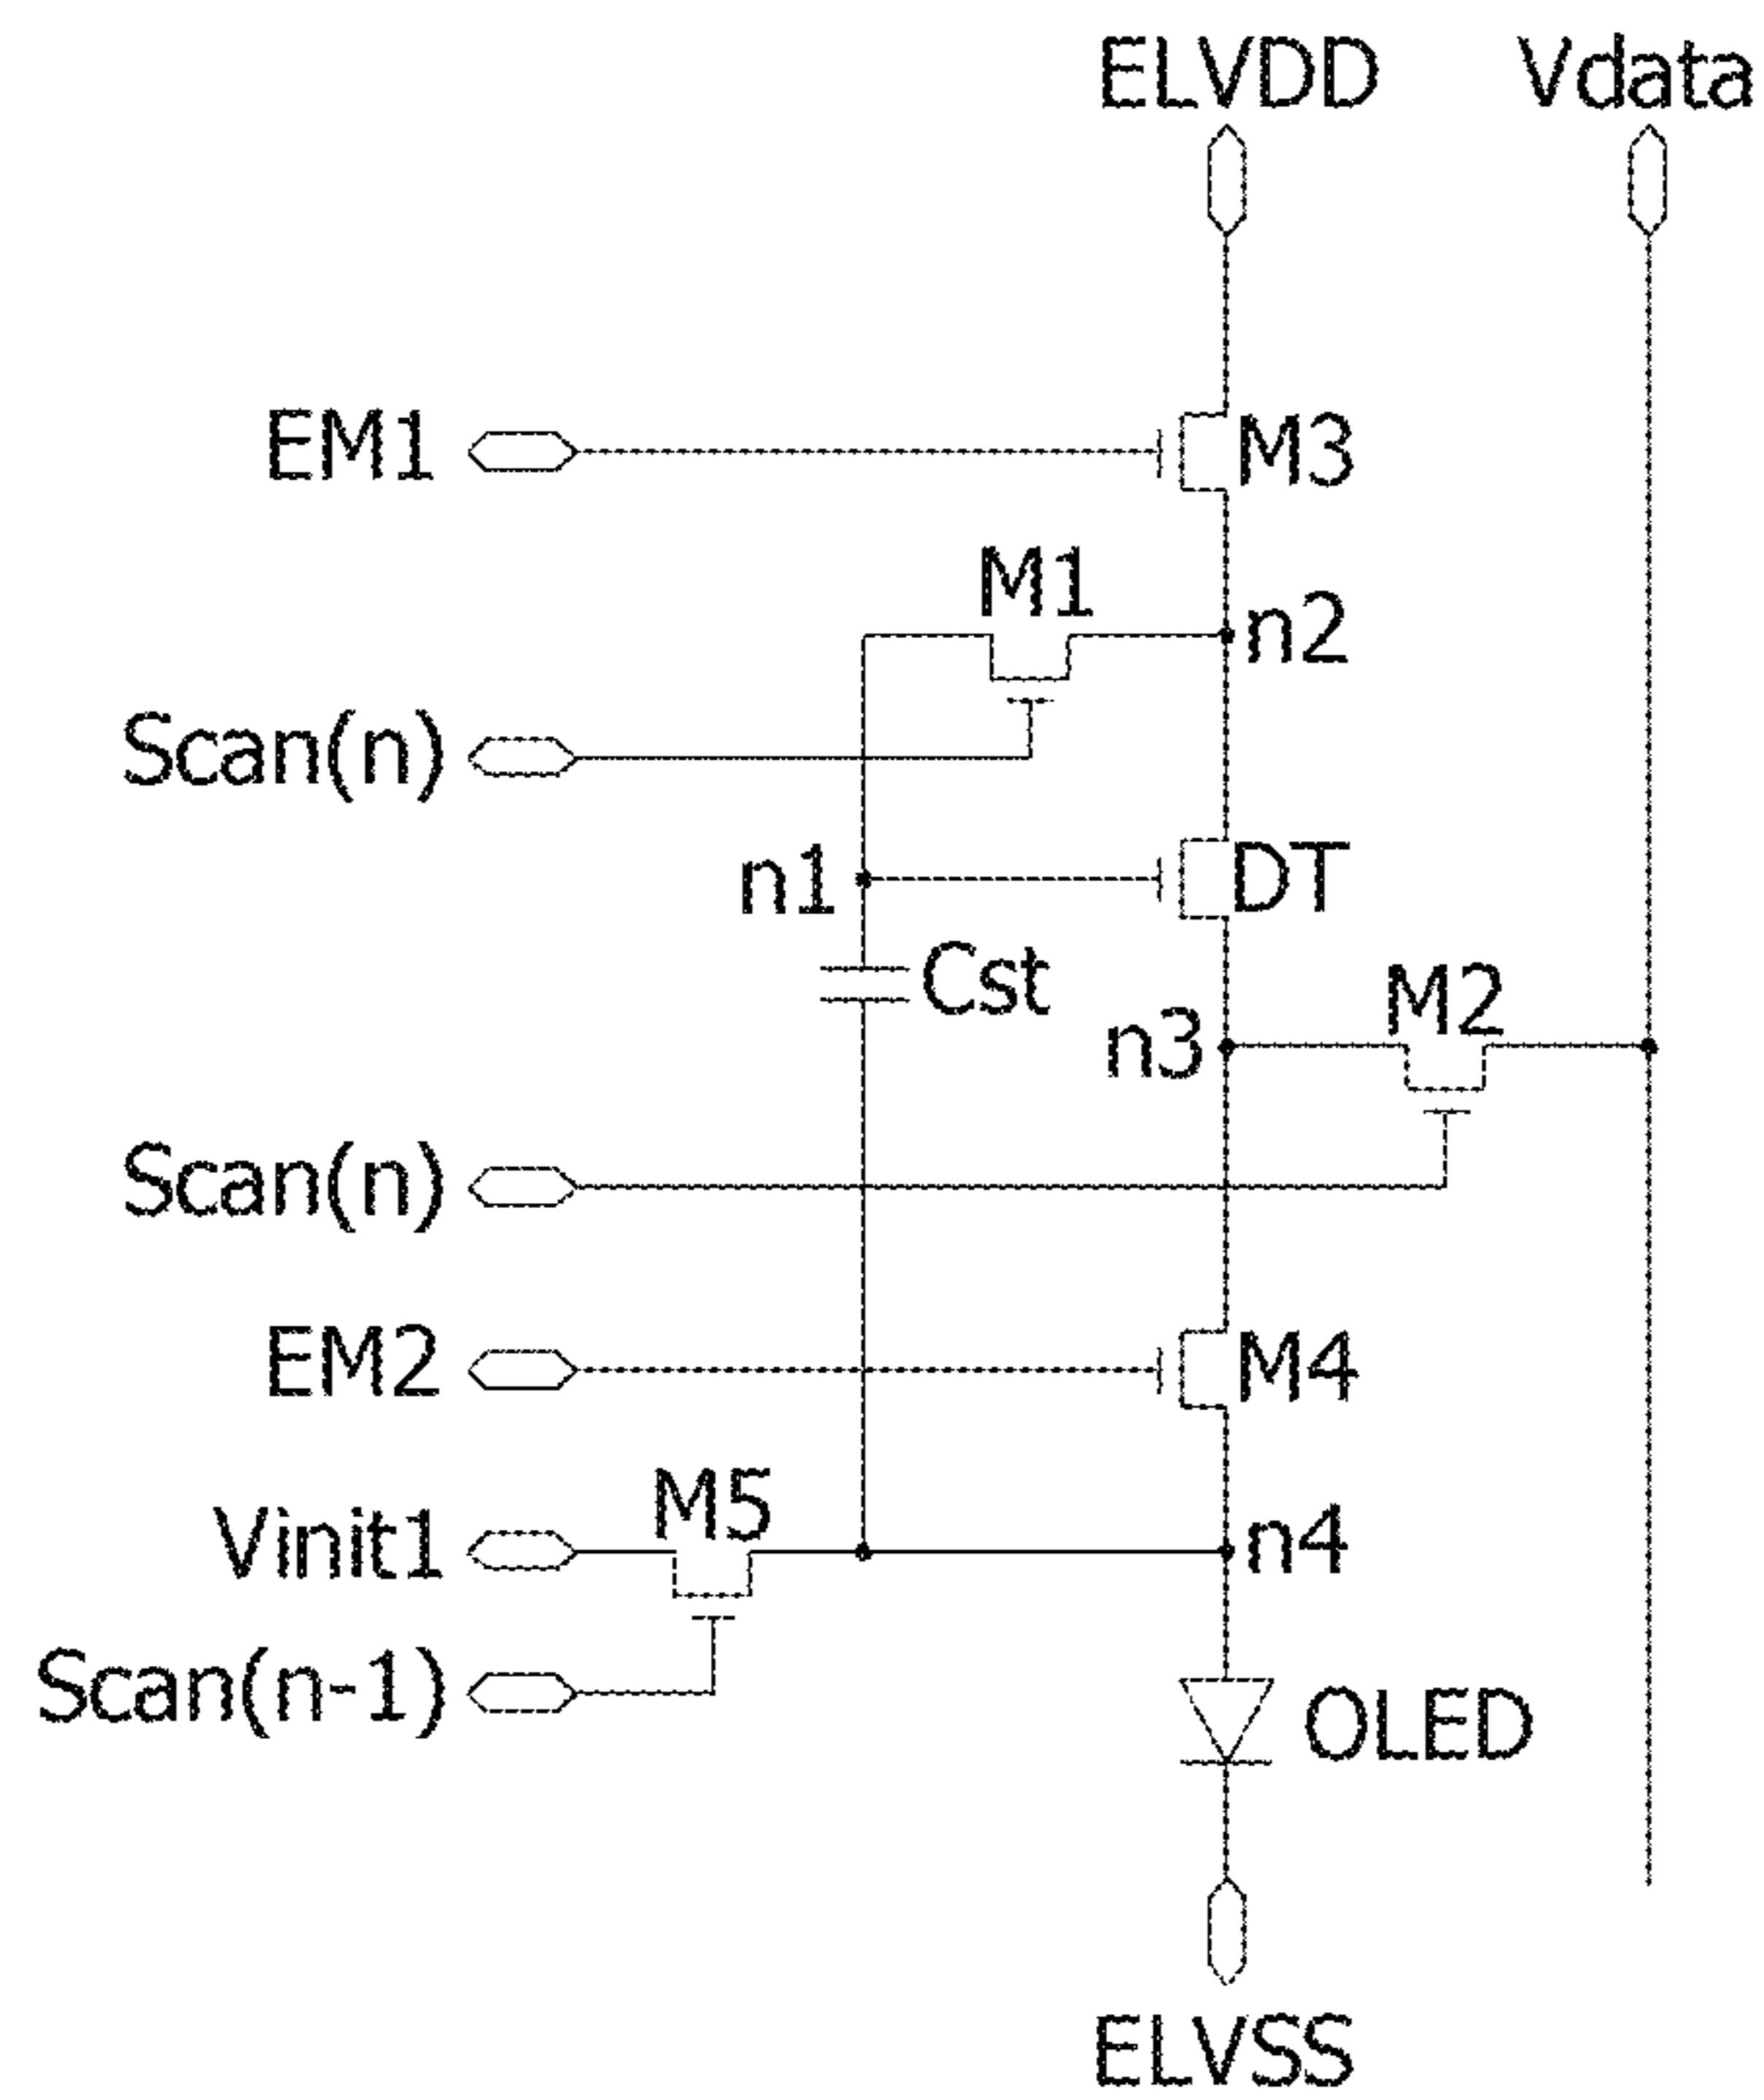 ELVDD
Vdata
EM1
M3
M1
n2
Scan(n)
n1
DT
Cst
M2
n3
Scan(n)
EM2
M4
M5
Vinit1
n4
Scan(n-1)
OLED
ELVSS